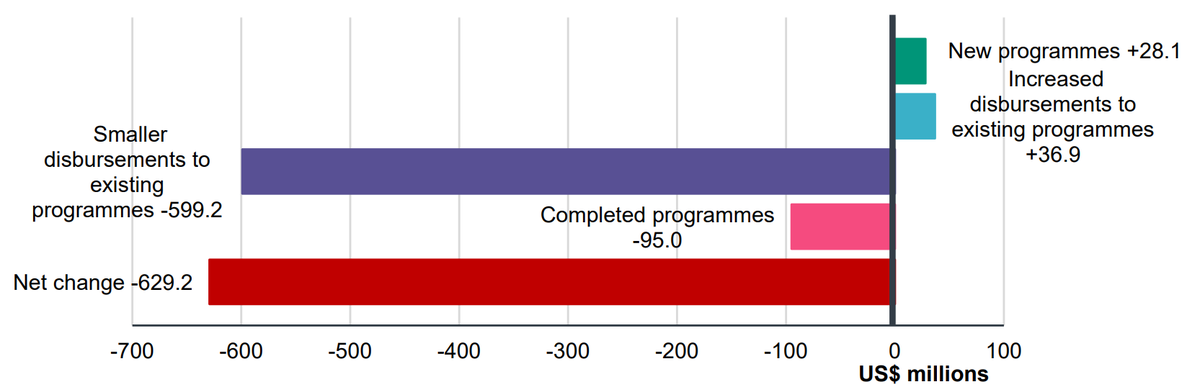 New programmes +28.1
Increased
disbursements to
existing programmes
+36.9
Smaller
disbursements to
existing
programmes -599.2
Completed programmes
-95.0
Net change -629.2
-700 -600 -500 -400 -300 -200 -100 0 100
US$ millions